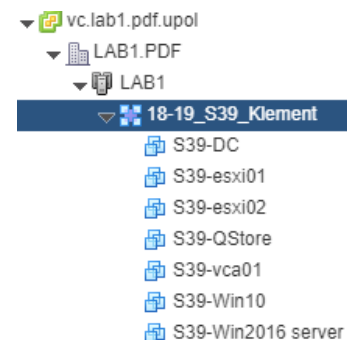 vc.lab1.pdf.upol
LAB1.PDF
LAB1
18-19_S39_Klement
S39-DC
S39-esxi01
S39-esxi02
S39-QStore
S39-vca01
S39-Win10
S39-Win2016 server